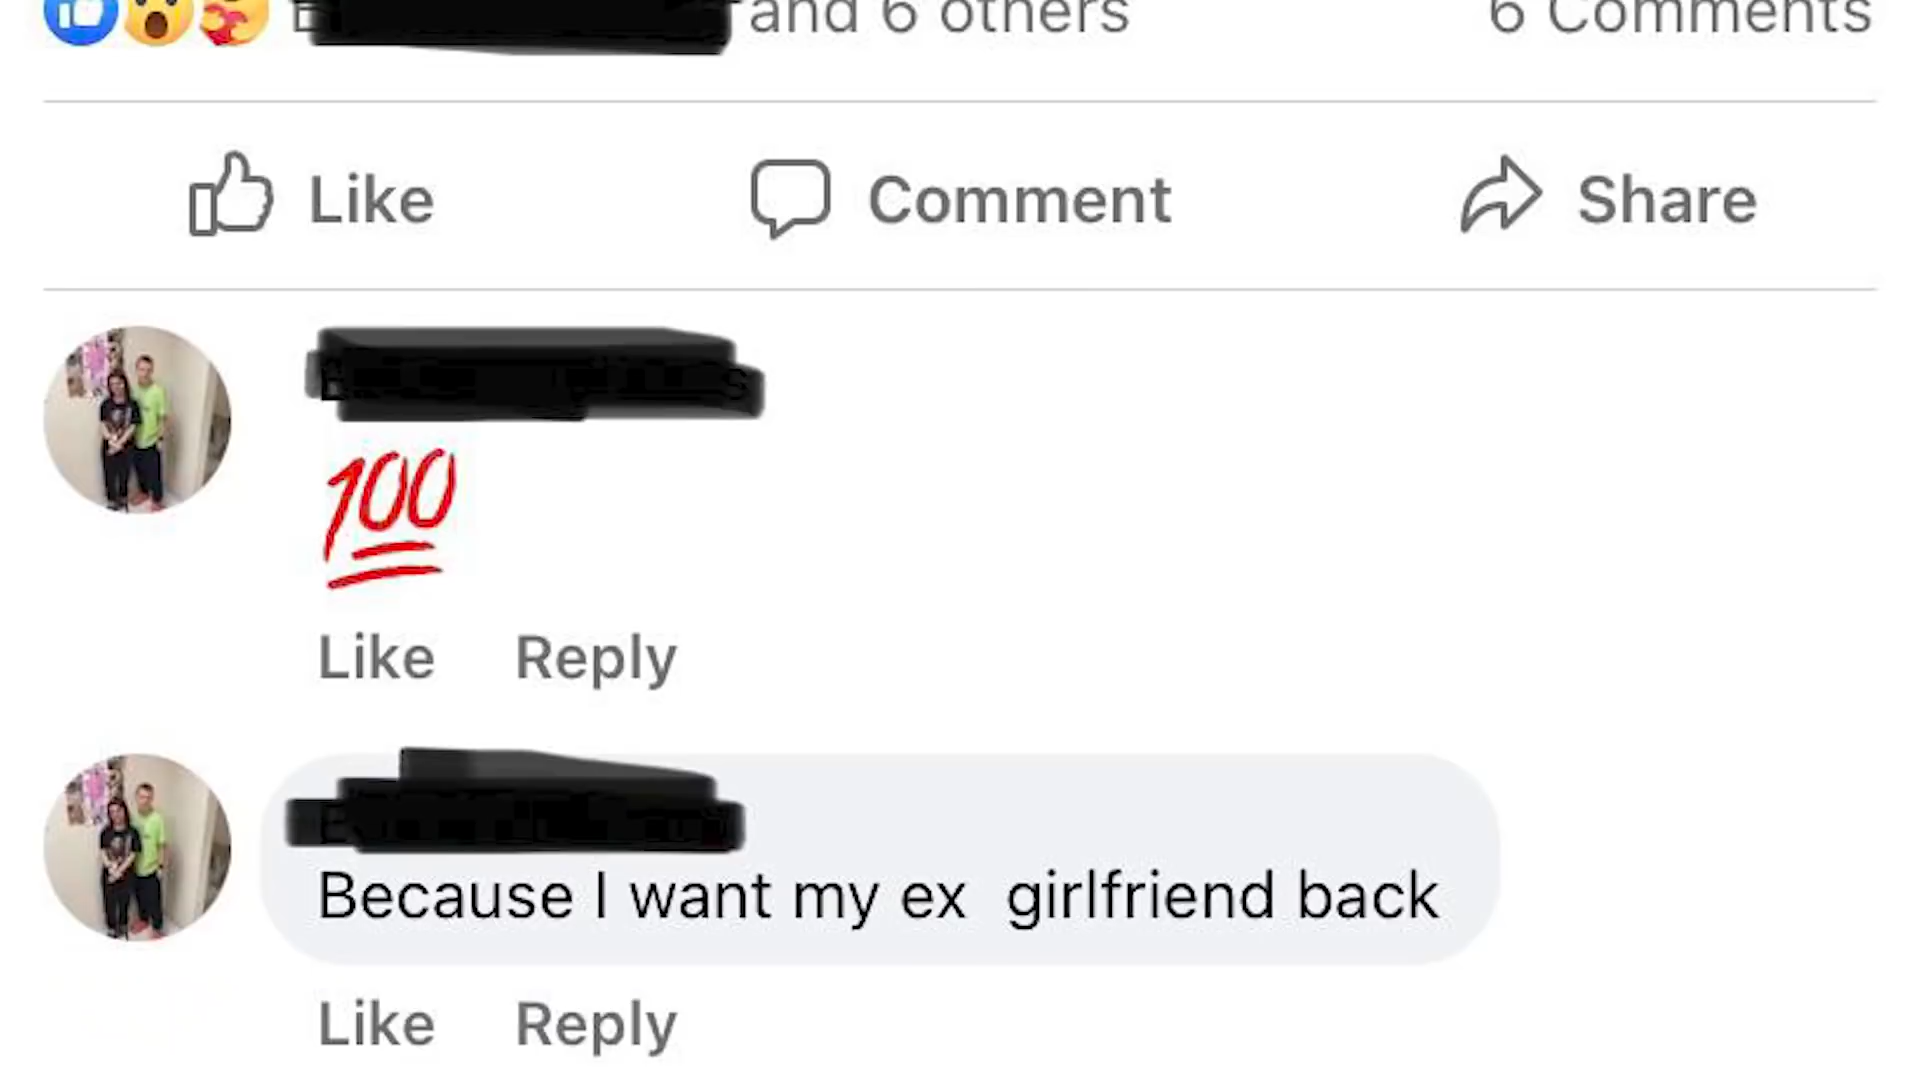 and 6 others 6 Comments
Like Comment Share
💯
Like Reply
Because I want my ex girlfriend back
Like Reply